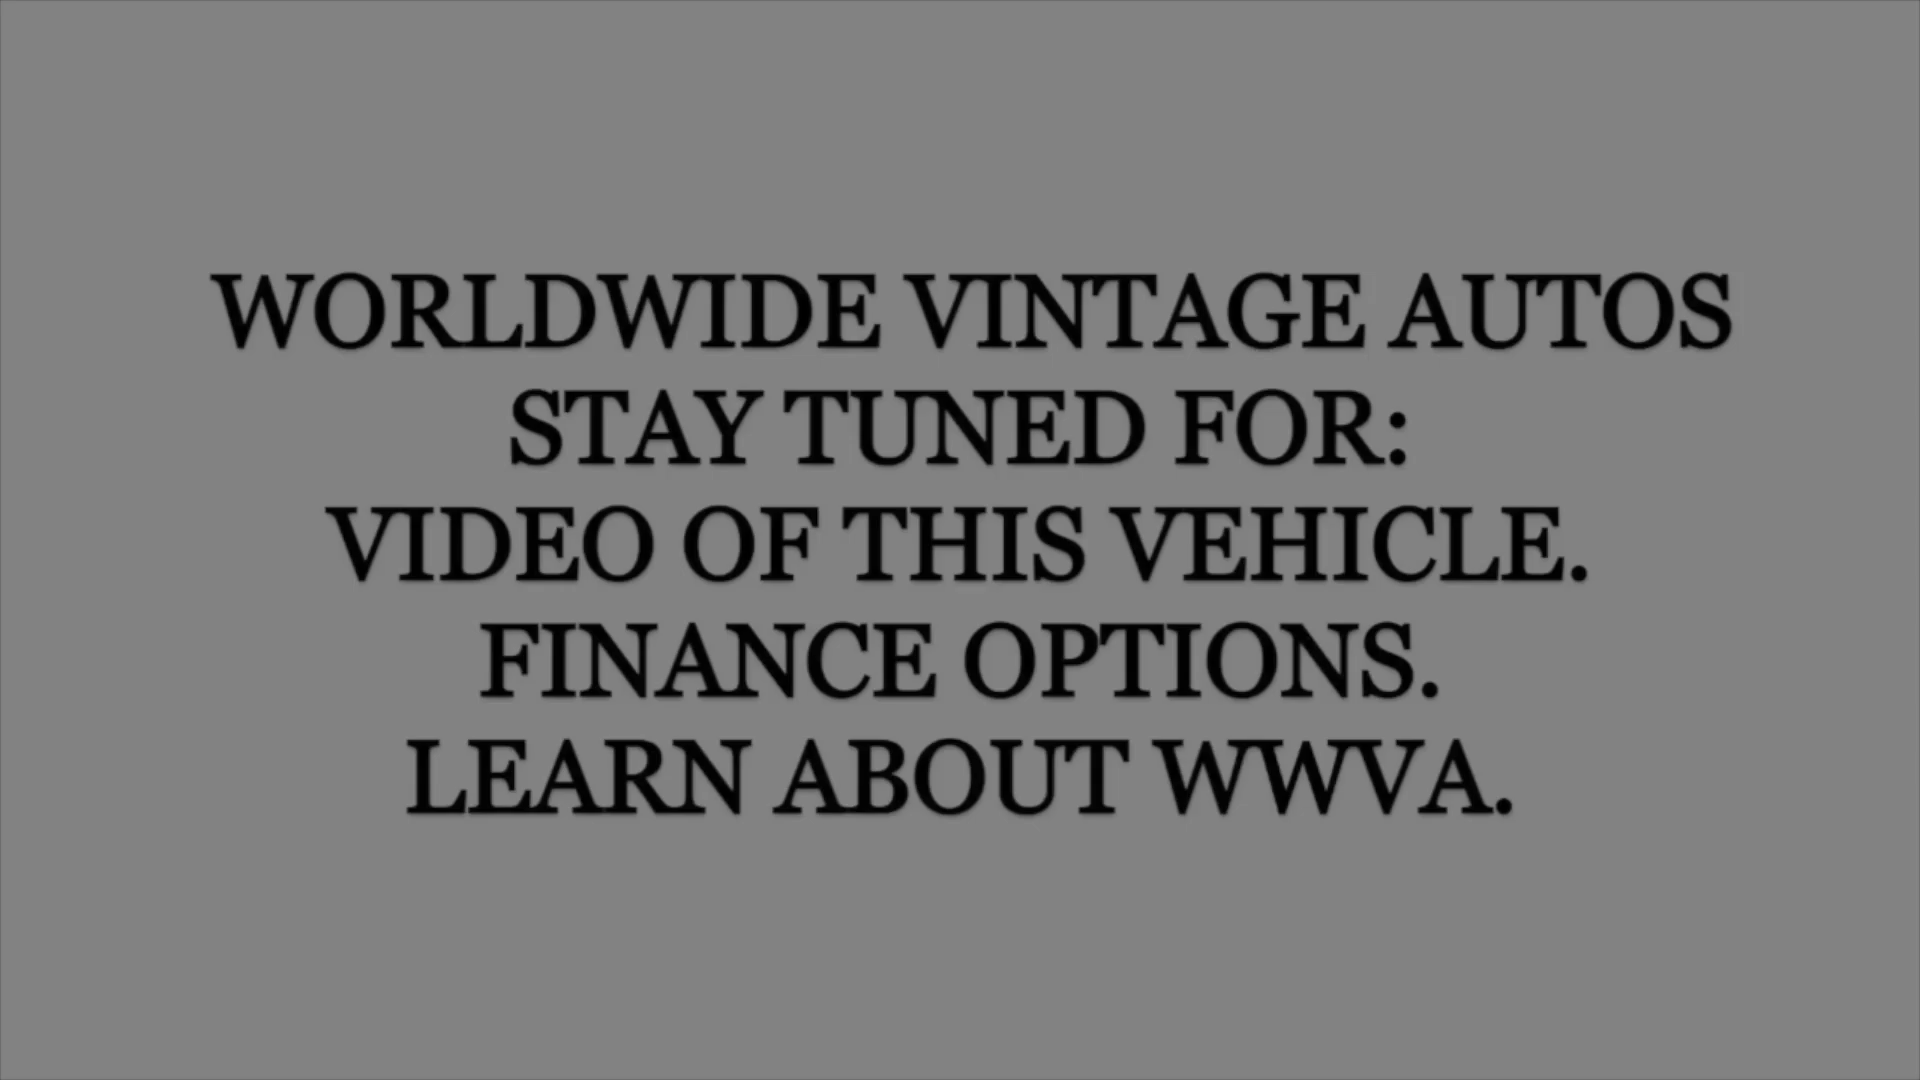 WORLDWIDE VINTAGE AUTOS
STAY TUNED FOR:
VIDEO OF THIS VEHICLE.
FINANCE OPTIONS.
LEARN ABOUT WWVA.